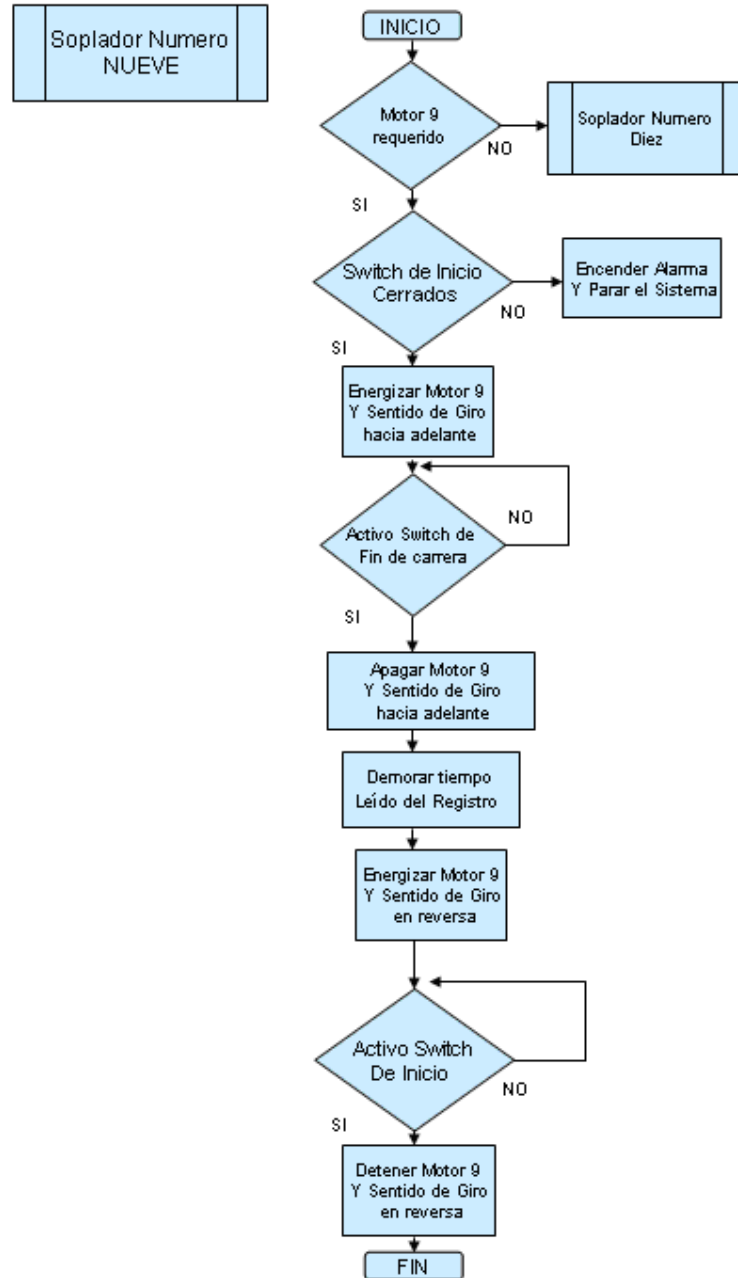 Soplador Numero
NUEVE
INICIO
Motor 9
requerido
NO
Soplador Numero
Diez
SI
Switch de Inicio
Cerrados
NO
Encender Alarma
Y Parar el Sistema
SI
Energizar Motor 9
Y Sentido de Giro
hacia adelante
Activo Switch de
Fin de carrera
NO
SI
Apagar Motor 9
Y Sentido de Giro
hacia adelante
Demorar tiempo
Leído del Registro
Energizar Motor 9
Y Sentido de Giro
en reversa
Activo Switch
De Inicio
NO
SI
Detener Motor 9
Y Sentido de Giro
en reversa
FIN